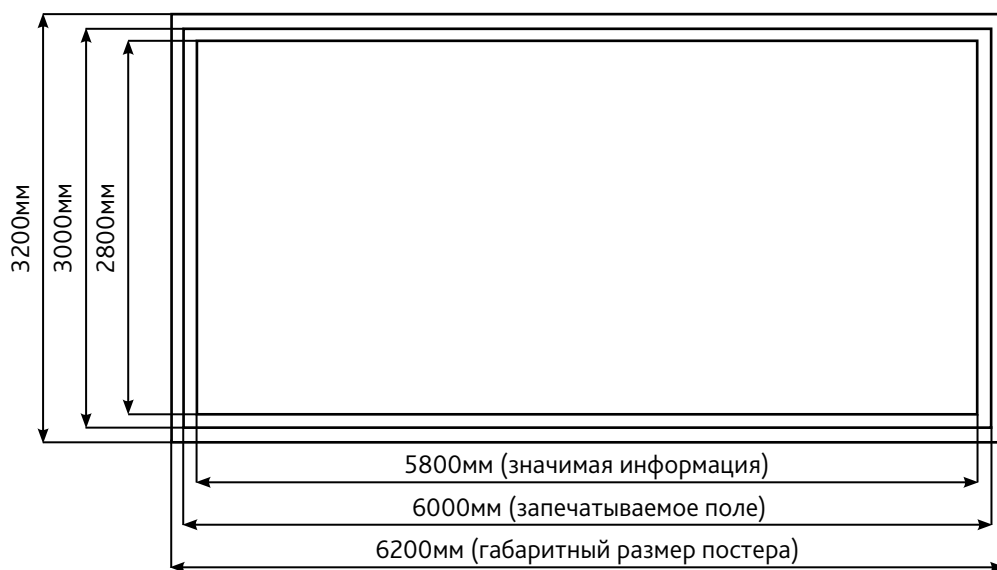 3200мм
3000мм
2800мм
5800мм (значимая информация)
6000мм (запечатываемое поле)
6200мм (габаритный размер постера)